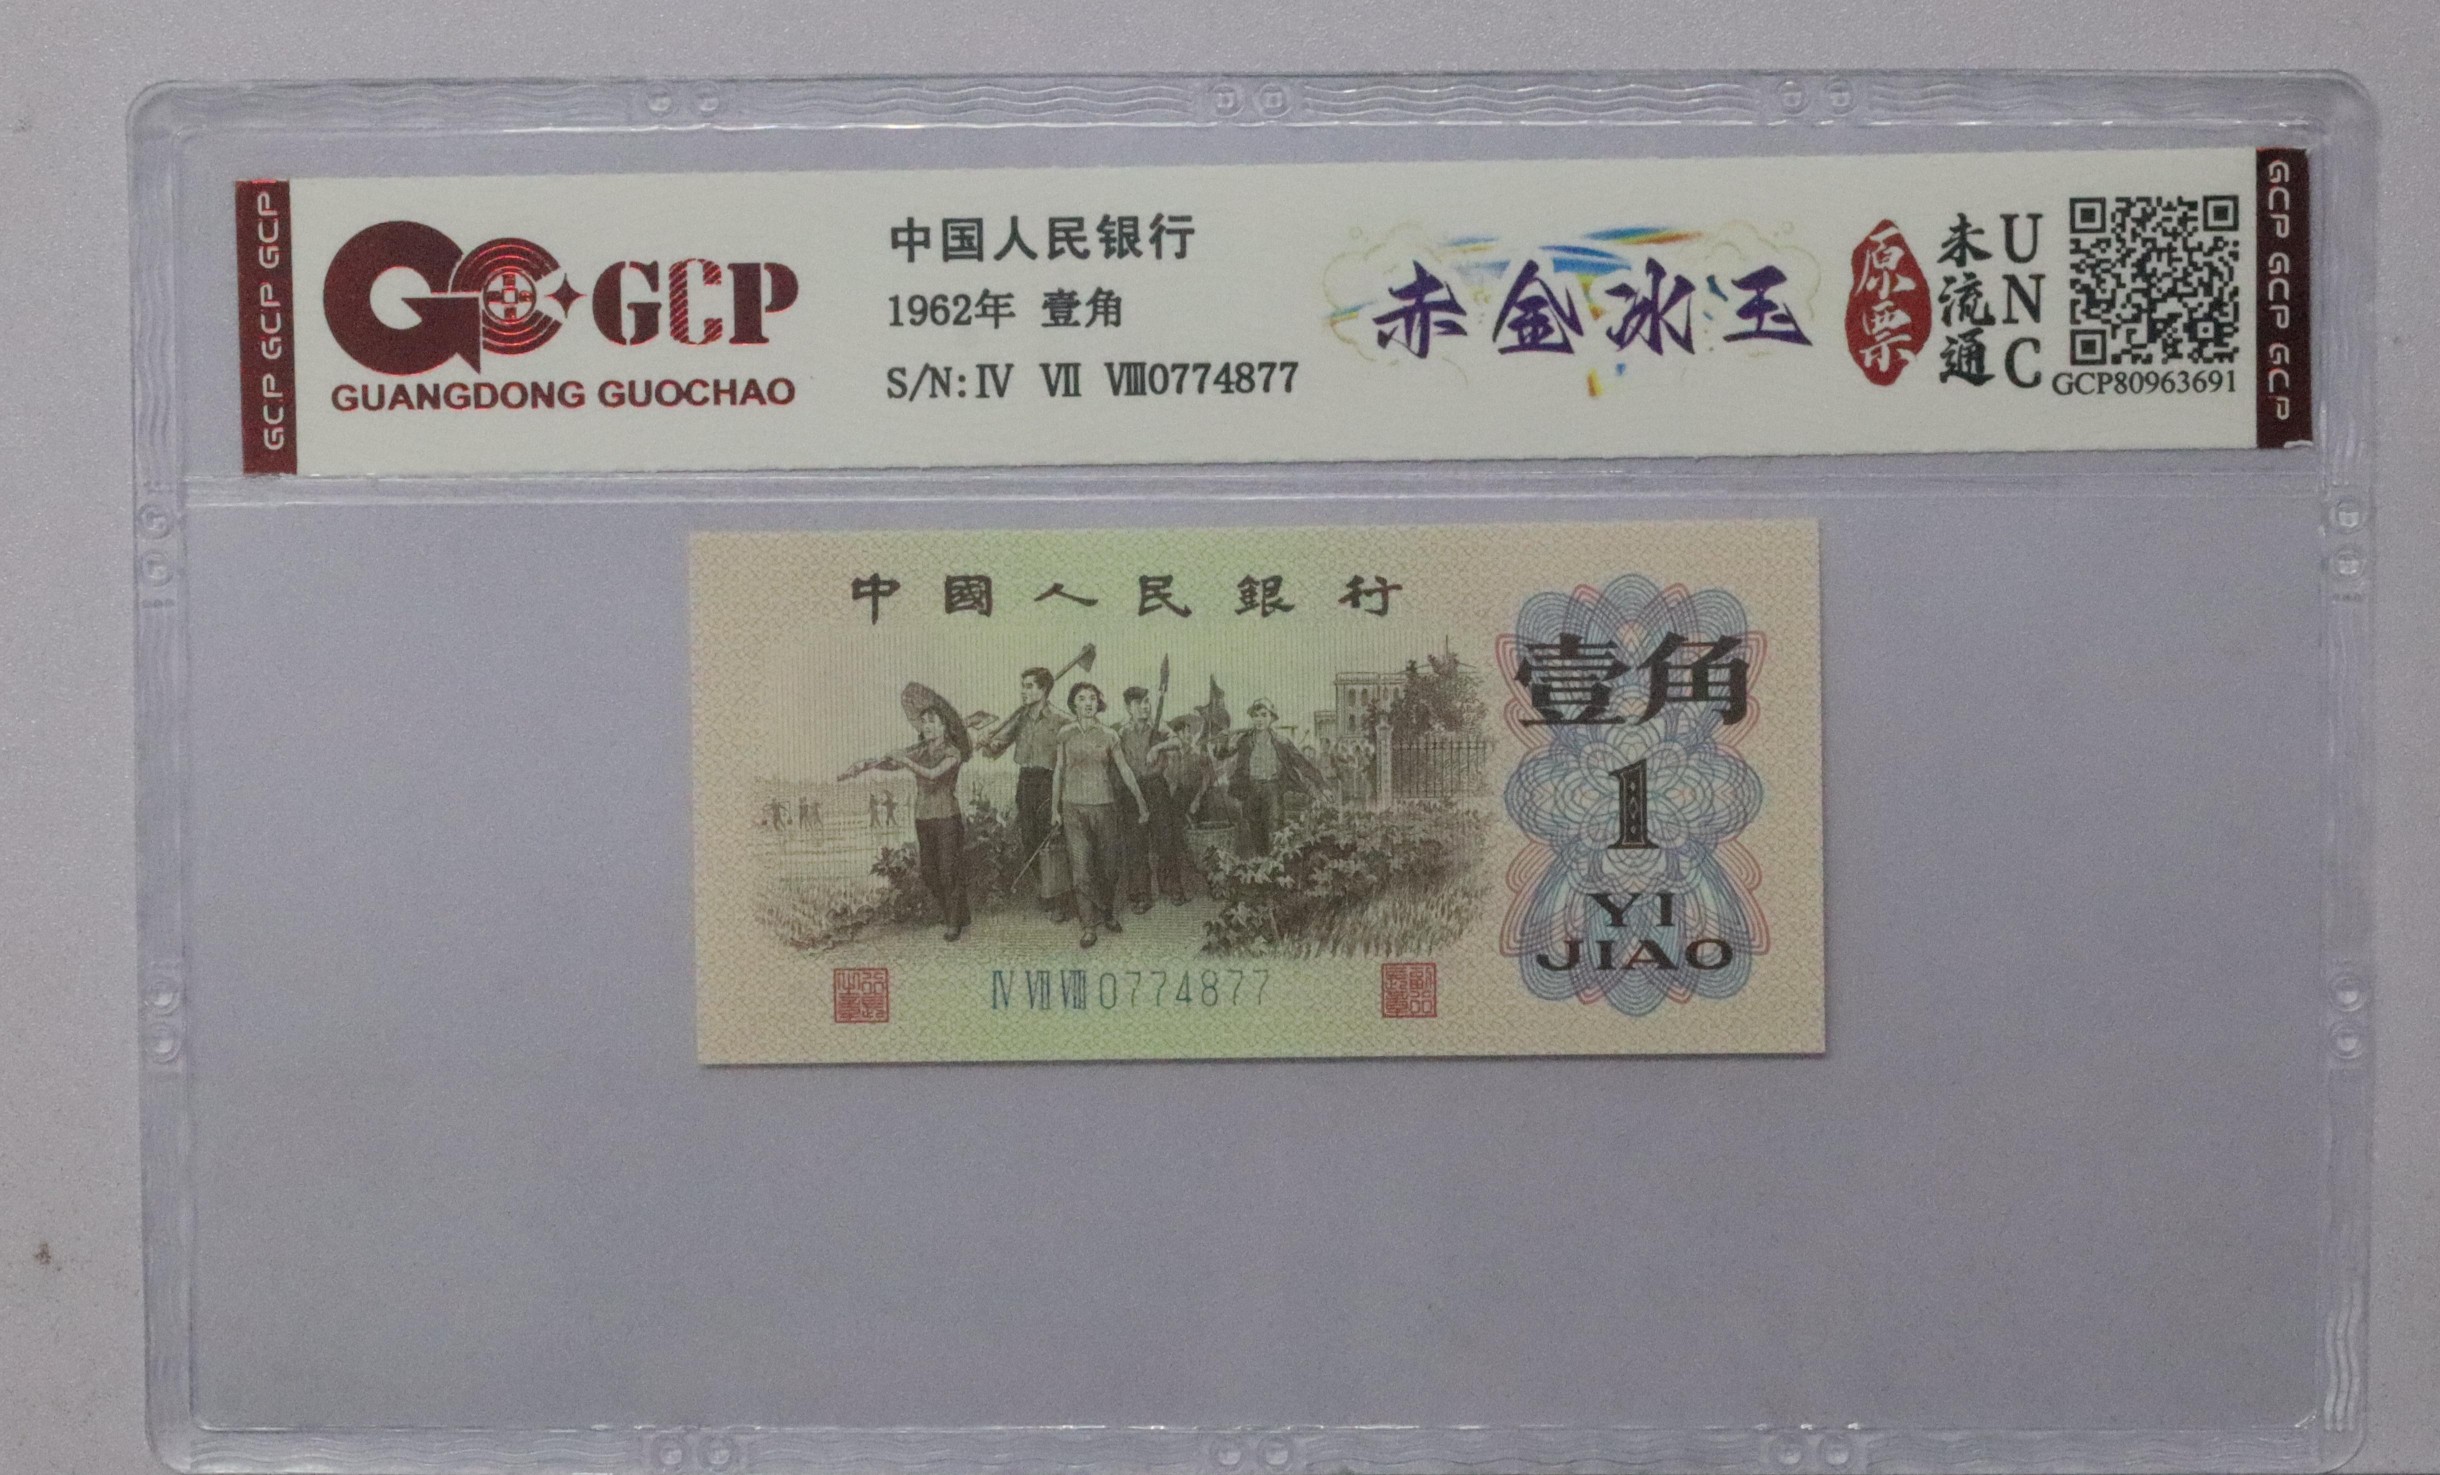 GCP GCP GCP
GCP
GUANGDONG GUOCHAO
中国人民银行
1962年 壹角
S/N:Ⅳ Ⅶ Ⅷ0774877
赤金冰玉
原票
未流通
UNC
GCP80963691
GCP GCP GCP
中國人民銀行
壹角
1
YI
JIAO
Ⅳ Ⅶ Ⅷ 0774877